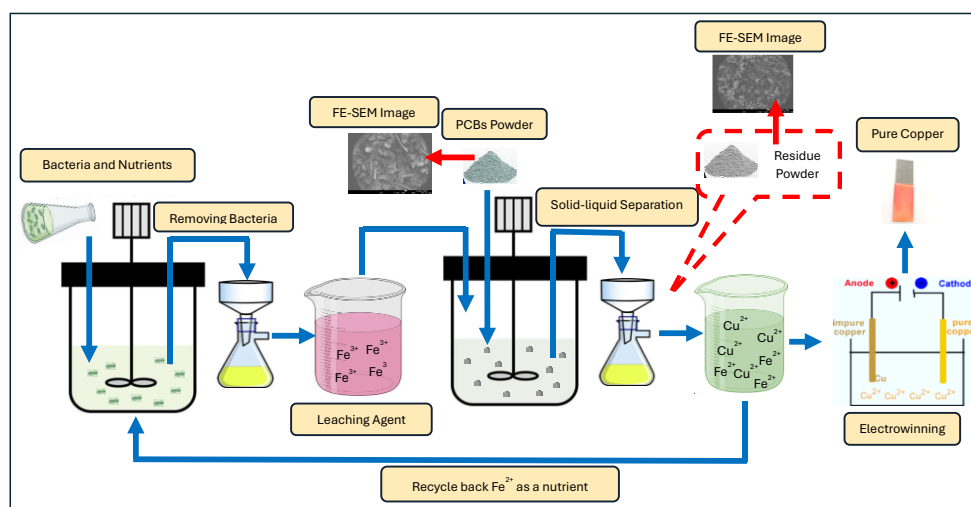 FE-SEM Image
FE-SEM Image
PCBs Powder
Pure Copper
Residue
Powder
Bacteria and Nutrients
Removing Bacteria
Solid-liquid Separation
Anode
+
-
Cathod
impure
copper
pure
copper
Cu
Cu²⁺ Cu²⁺ Cu²⁺ Cu²⁺
Fe³⁺ Fe³⁺
Fe³⁺ Fe³
Cu²⁺
Cu²⁺
Cu²⁺
Fe²⁺
Fe²⁺
Cu²⁺
Fe²⁺
Leaching Agent
Electrowinning
Recycle back Fe²⁺ as a nutrient